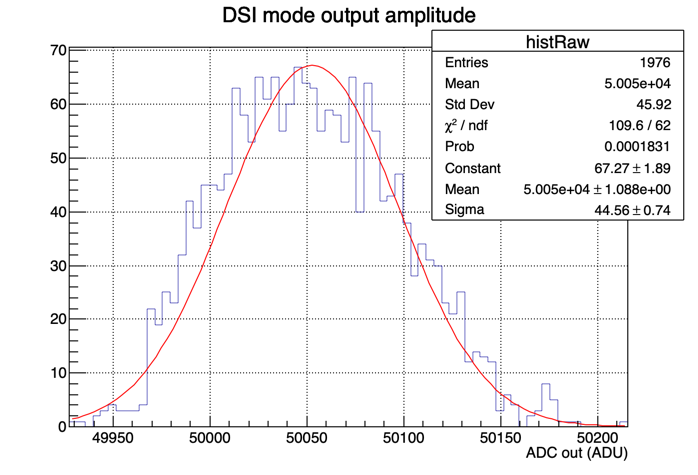 DSI mode output amplitude
histRaw
Entries 1976
Mean 5.005e+04
Std Dev 45.92
χ² / ndf 109.6 / 62
Prob 0.0001831
Constant 67.27 ± 1.89
Mean 5.005e+04 ± 1.088e+00
Sigma 44.56 ± 0.74
70
60
50
40
30
20
10
0
49950 50000 50050 50100 50150 50200
ADC out (ADU)